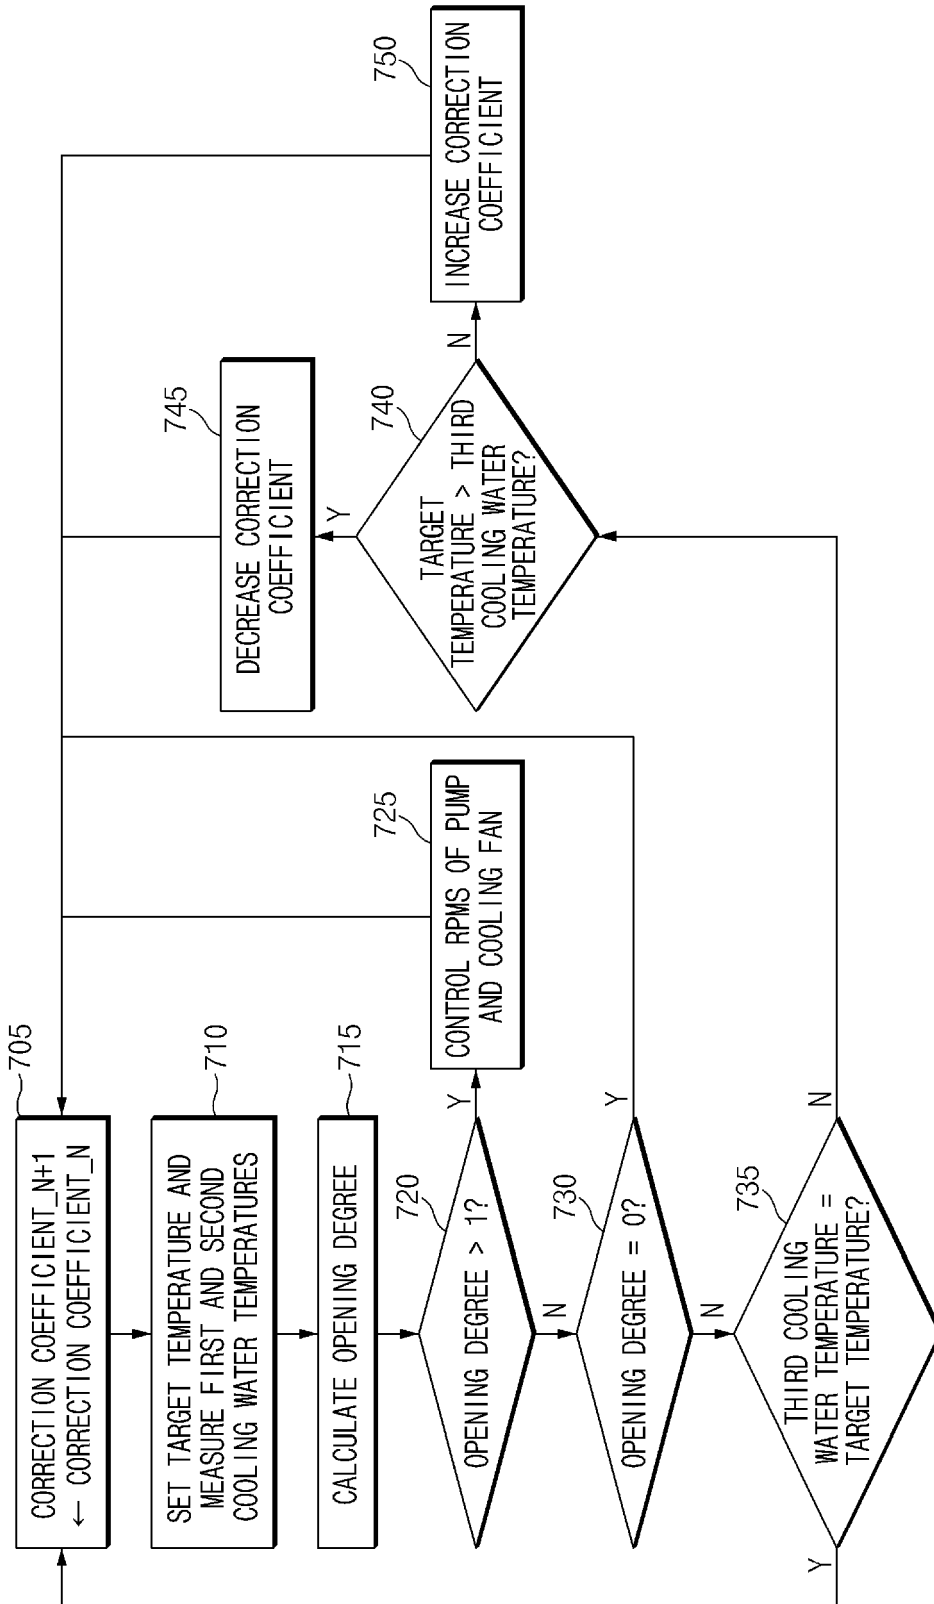 705
CORRECTION COEFFICIENT_N+1
← CORRECTION COEFFICIENT_N
710
SET TARGET TEMPERATURE AND
MEASURE FIRST AND SECOND
COOLING WATER TEMPERATURES
715
CALCULATE OPENING DEGREE
720
OPENING DEGREE > 1?
Y
N
725
CONTROL RPMS OF PUMP
AND COOLING FAN
730
OPENING DEGREE = 0?
Y
N
735
THIRD COOLING
WATER TEMPERATURE =
TARGET TEMPERATURE?
Y
N
740
TARGET
TEMPERATURE > THIRD
COOLING WATER
TEMPERATURE?
Y
N
745
DECREASE CORRECTION
COEFFICIENT
750
INCREASE CORRECTION
COEFFICIENT